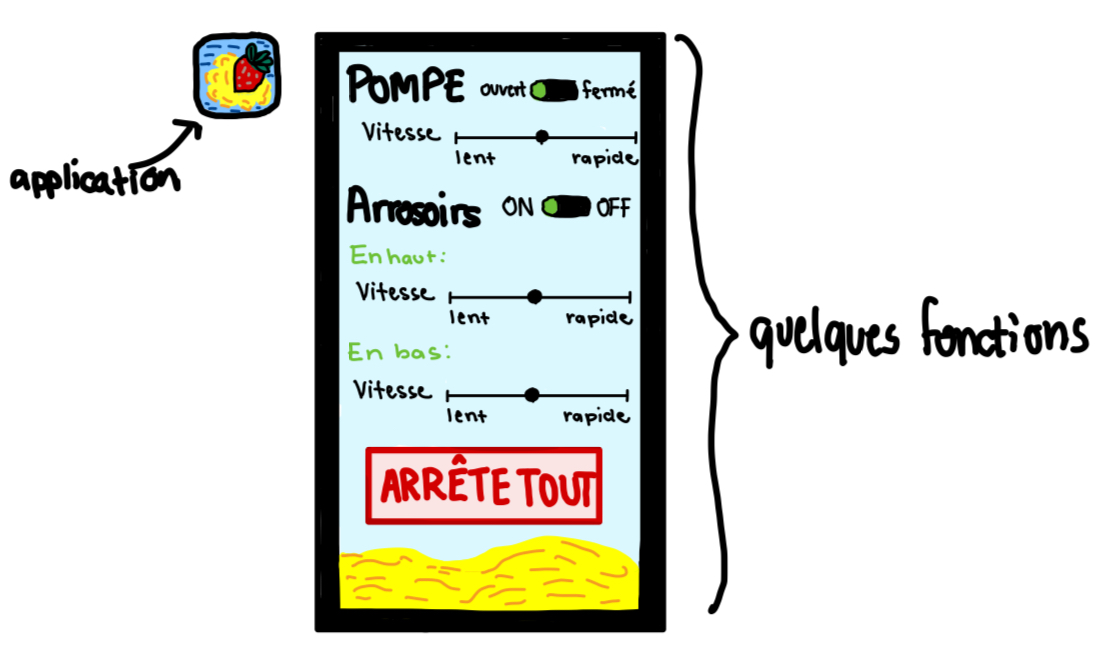 application
POMPE ouvert fermé
Vitesse
lent rapide
Arrosoirs ON OFF
En haut:
Vitesse
lent rapide
En bas:
Vitesse
lent rapide
ARRÊTE TOUT
quelques fonctions